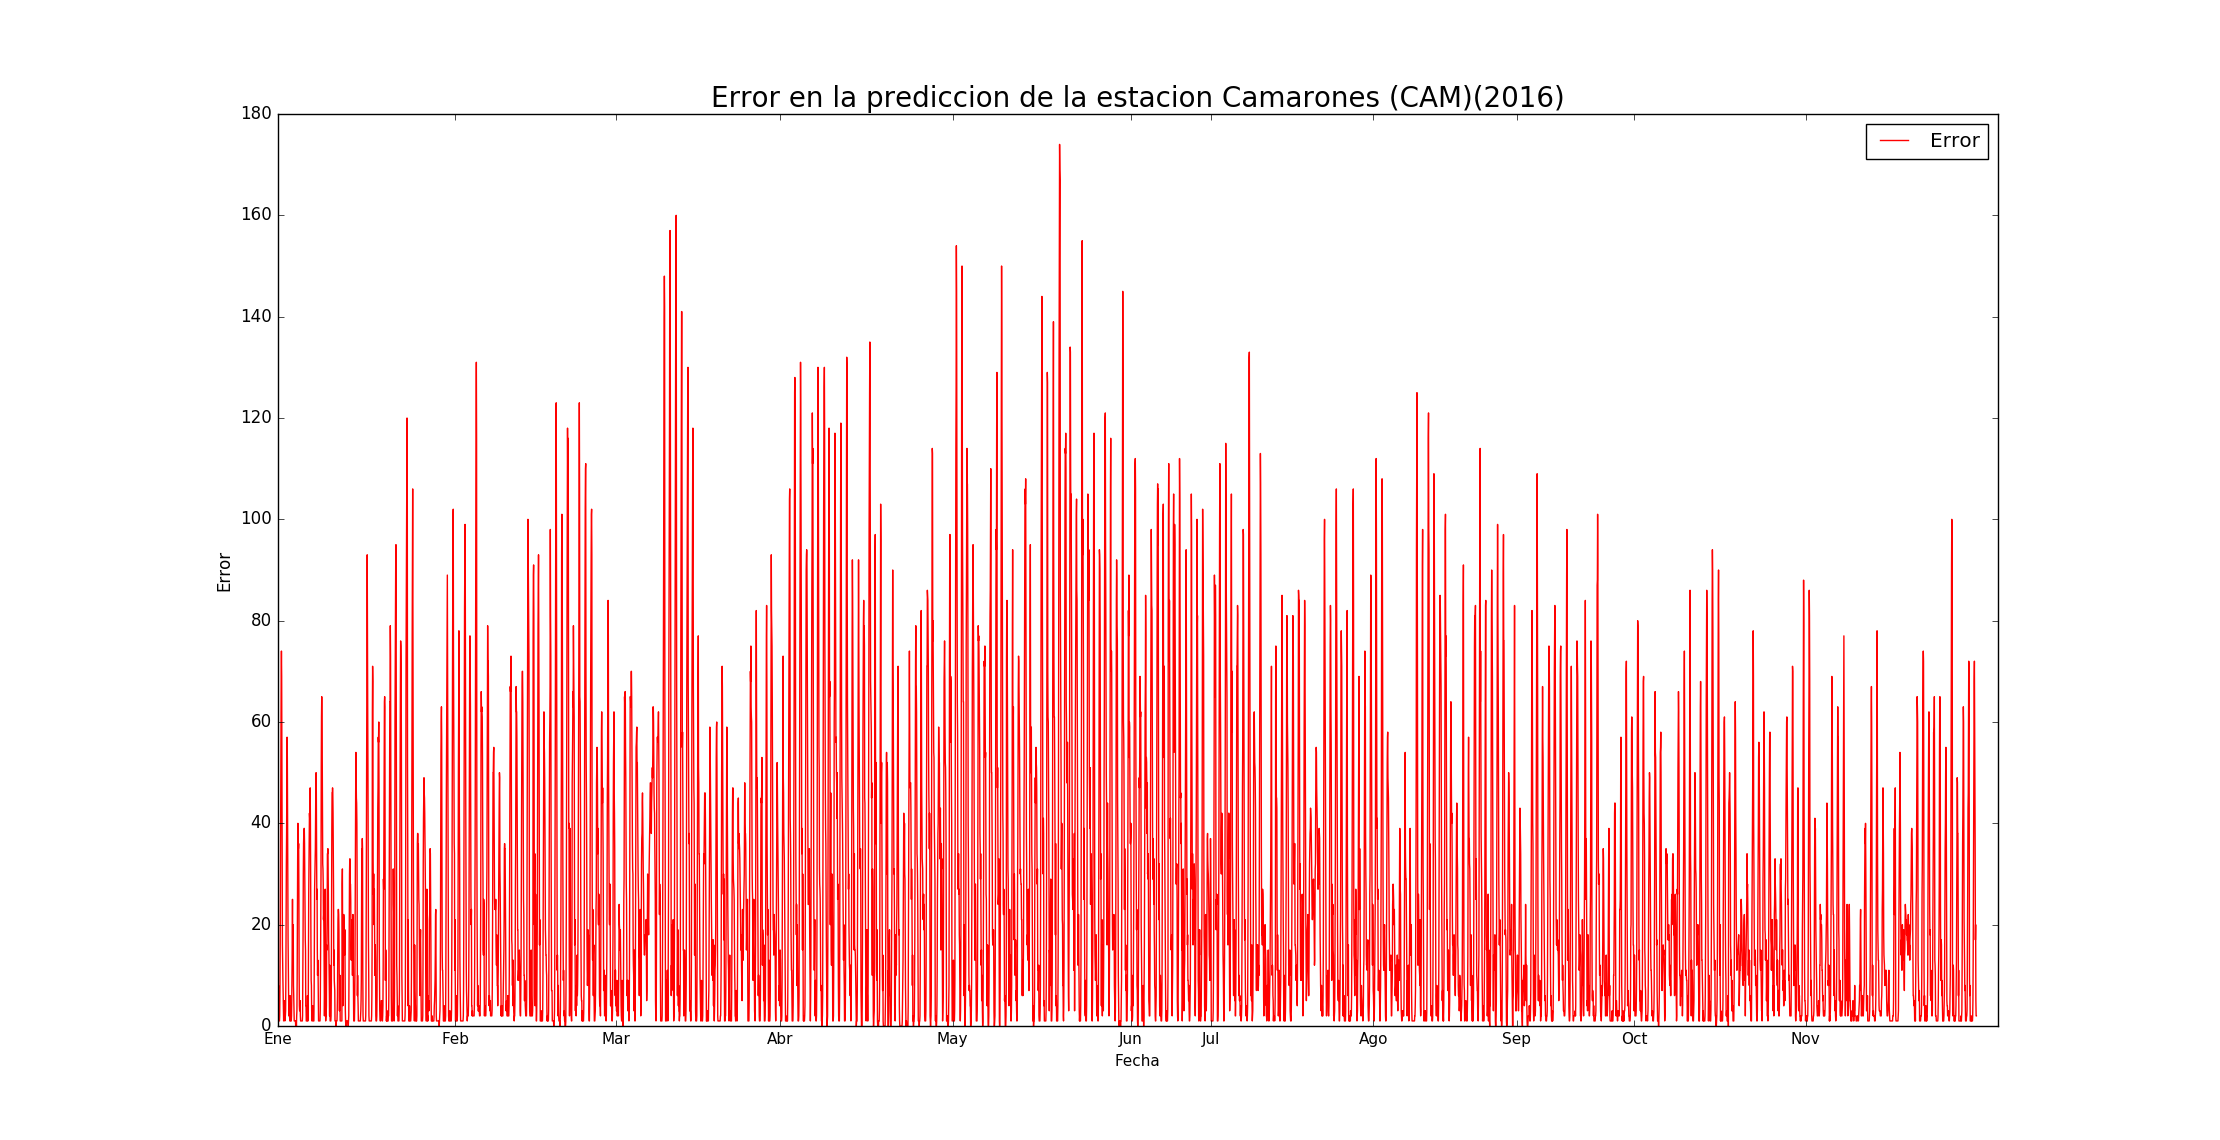 Error en la prediccion de la estacion Camarones (CAM)(2016)
Error
180
160
140
120
100
80
60
40
20
0
Error
Ene Feb Mar Abr May Jun Jul Ago Sep Oct Nov
Fecha